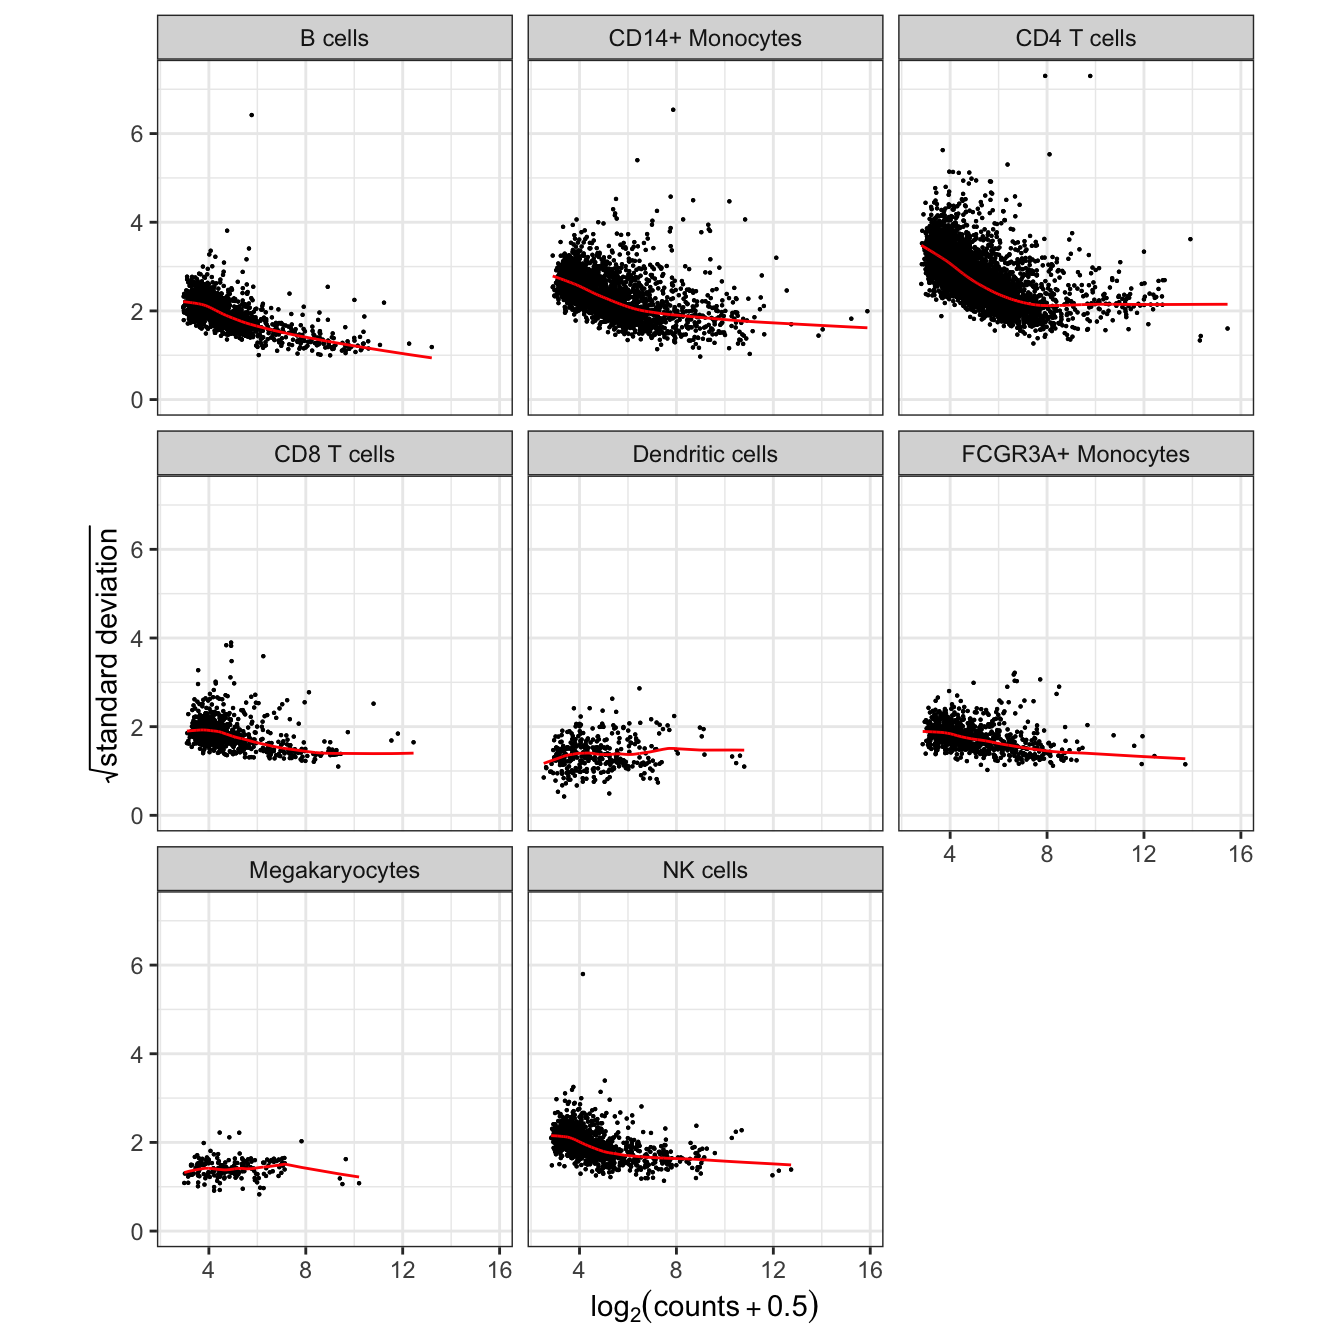 B cells
CD14+ Monocytes
CD4 T cells
6
4
2
0
CD8 T cells
Dendritic cells
FCGR3A+ Monocytes
6
4
2
0
4 8 12 16
Megakaryocytes
NK cells
6
4
2
0
4 8 12 16
4 8 12 16
√standard deviation
log₂(counts + 0.5)